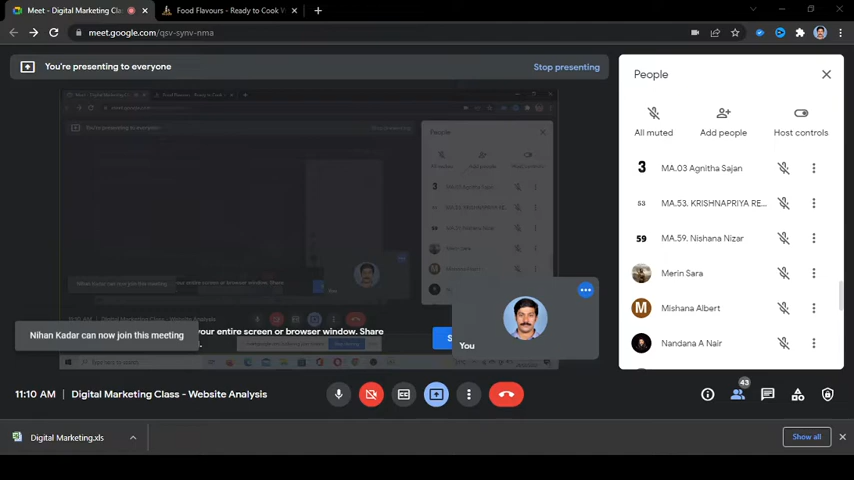 Meet - Digital Marketing Clas
Food Flavours - Ready to Cook V
meet.google.com/qsv-synv-nma
You're presenting to everyone
Stop presenting
People
All muted
Add people
Host controls
3 MA.03 Agnitha Sajan
53 MA.53. KRISHNAPRIYA RE...
59 MA.59. Nishana Nizar
Merin Sara
M Mishana Albert
Nandana A Nair
your entire screen or browser window. Share
Nihan Kadar can now join this meeting
S
You
11:10 AM | Digital Marketing Class - Website Analysis
43
Digital Marketing.xls
Show all